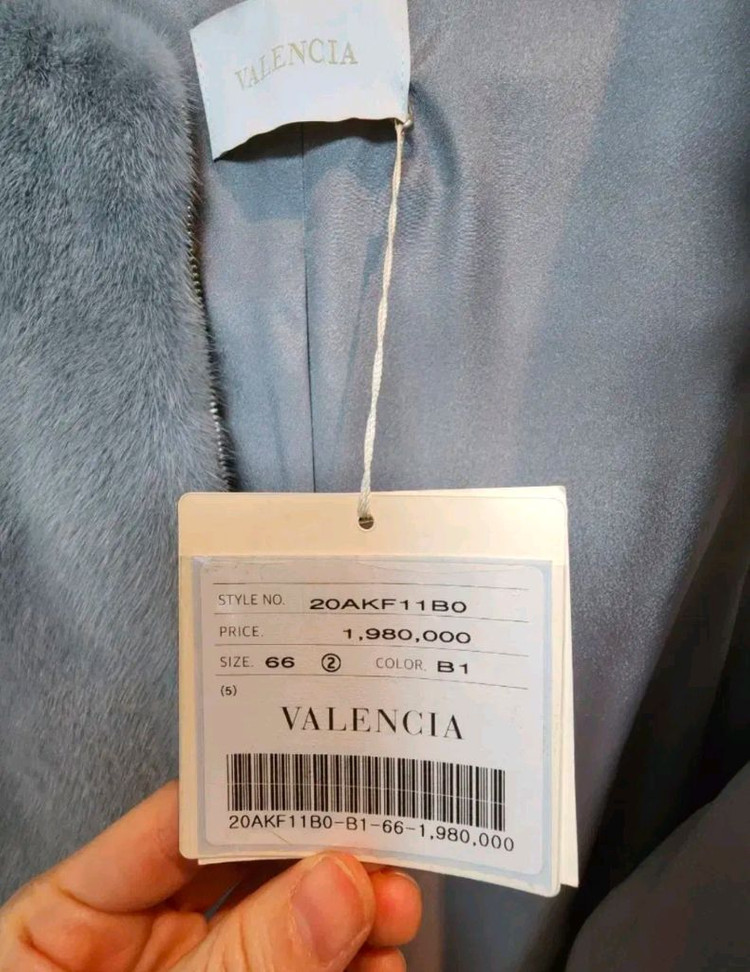 VALENCIA
STYLE NO. 20AKF11B0
PRICE. 1,980,000
SIZE. 66 ② COLOR. B1
(5)
VALENCIA
20AKF11B0-B1-66-1,980,000